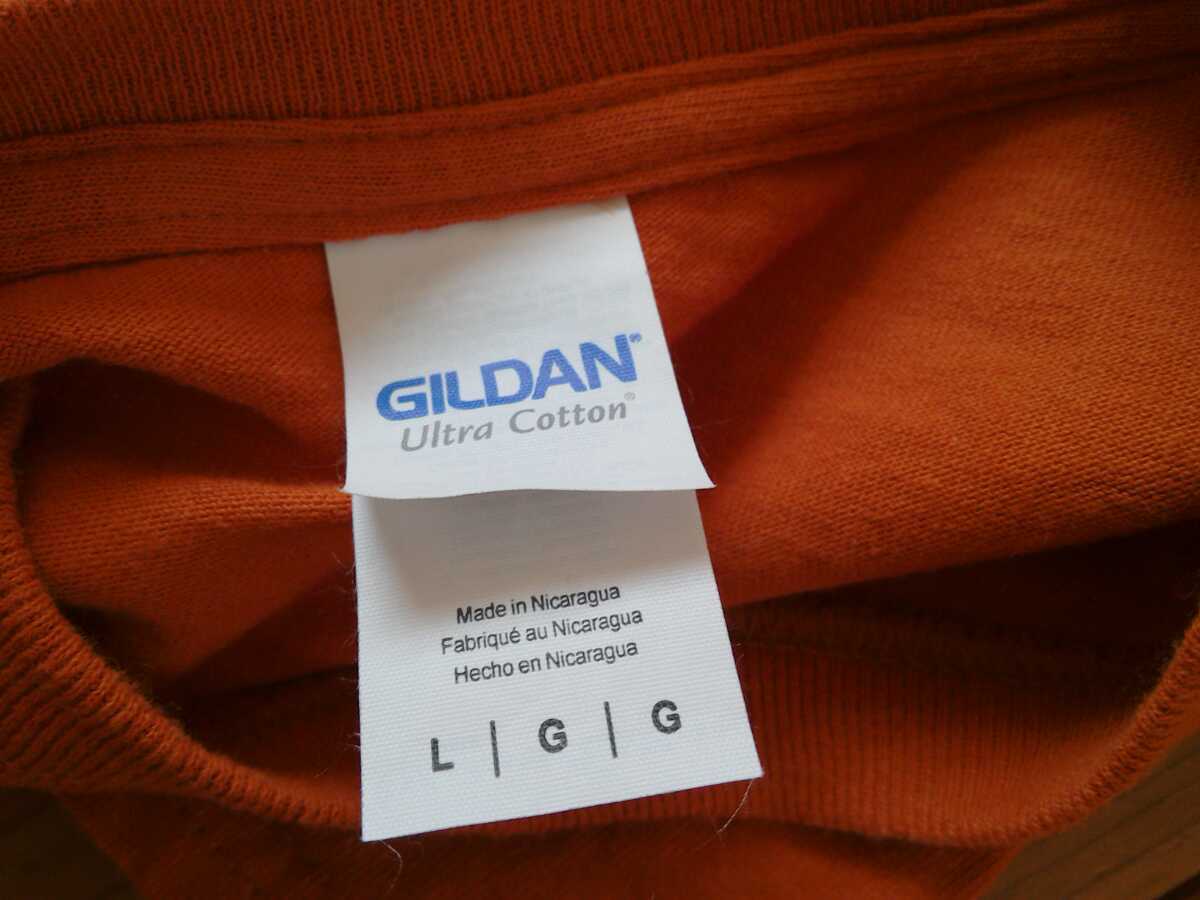 GILDAN®
Ultra Cotton®
Made in Nicaragua
Fabriqué au Nicaragua
Hecho en Nicaragua
L | G | G